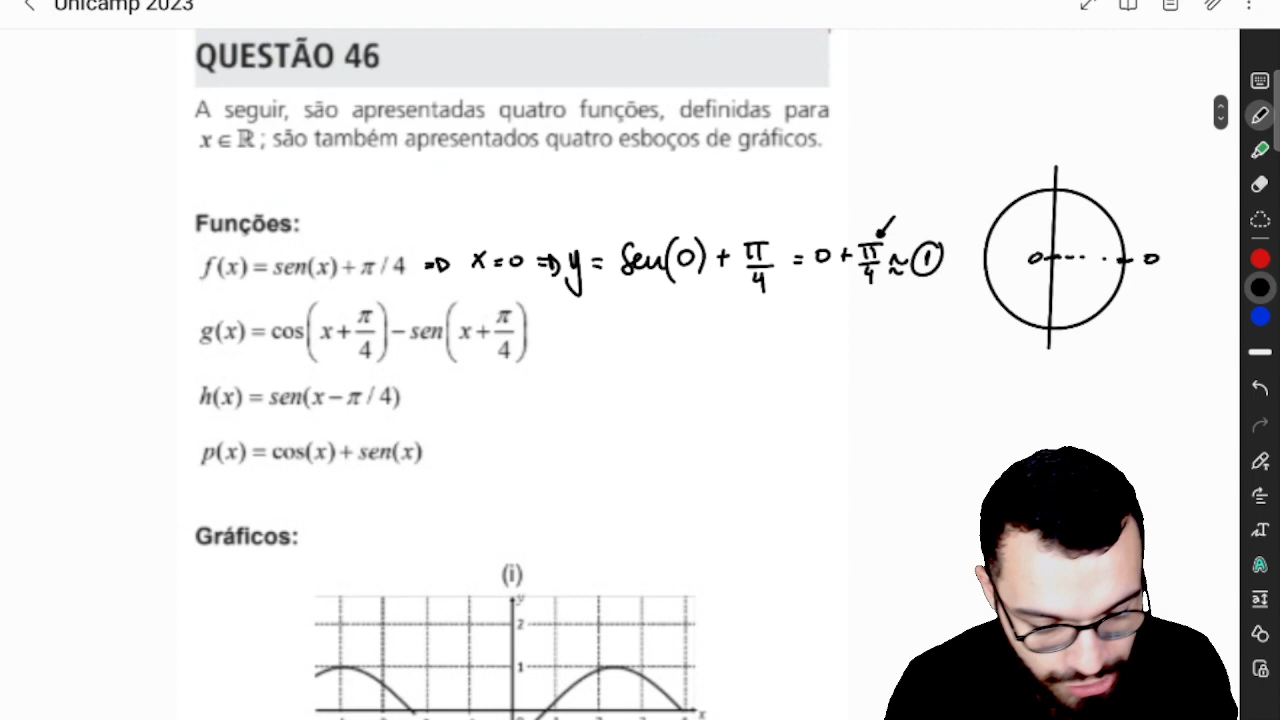 Unicamp 2023
QUESTÃO 46
A seguir, são apresentadas quatro funções, definidas para
x ∈ ℝ ; são também apresentados quatro esboços de gráficos.
Funções:
f(x) = sen(x) + π / 4 ⇒ x = 0 ⇒ y = Sen(0) + π/4 = 0 + π/4 ≈ 1
0 0
g(x) = cos(x + π/4) − sen(x + π/4)
h(x) = sen(x − π / 4)
p(x) = cos(x) + sen(x)
Gráficos:
(i)
y
2
1
x